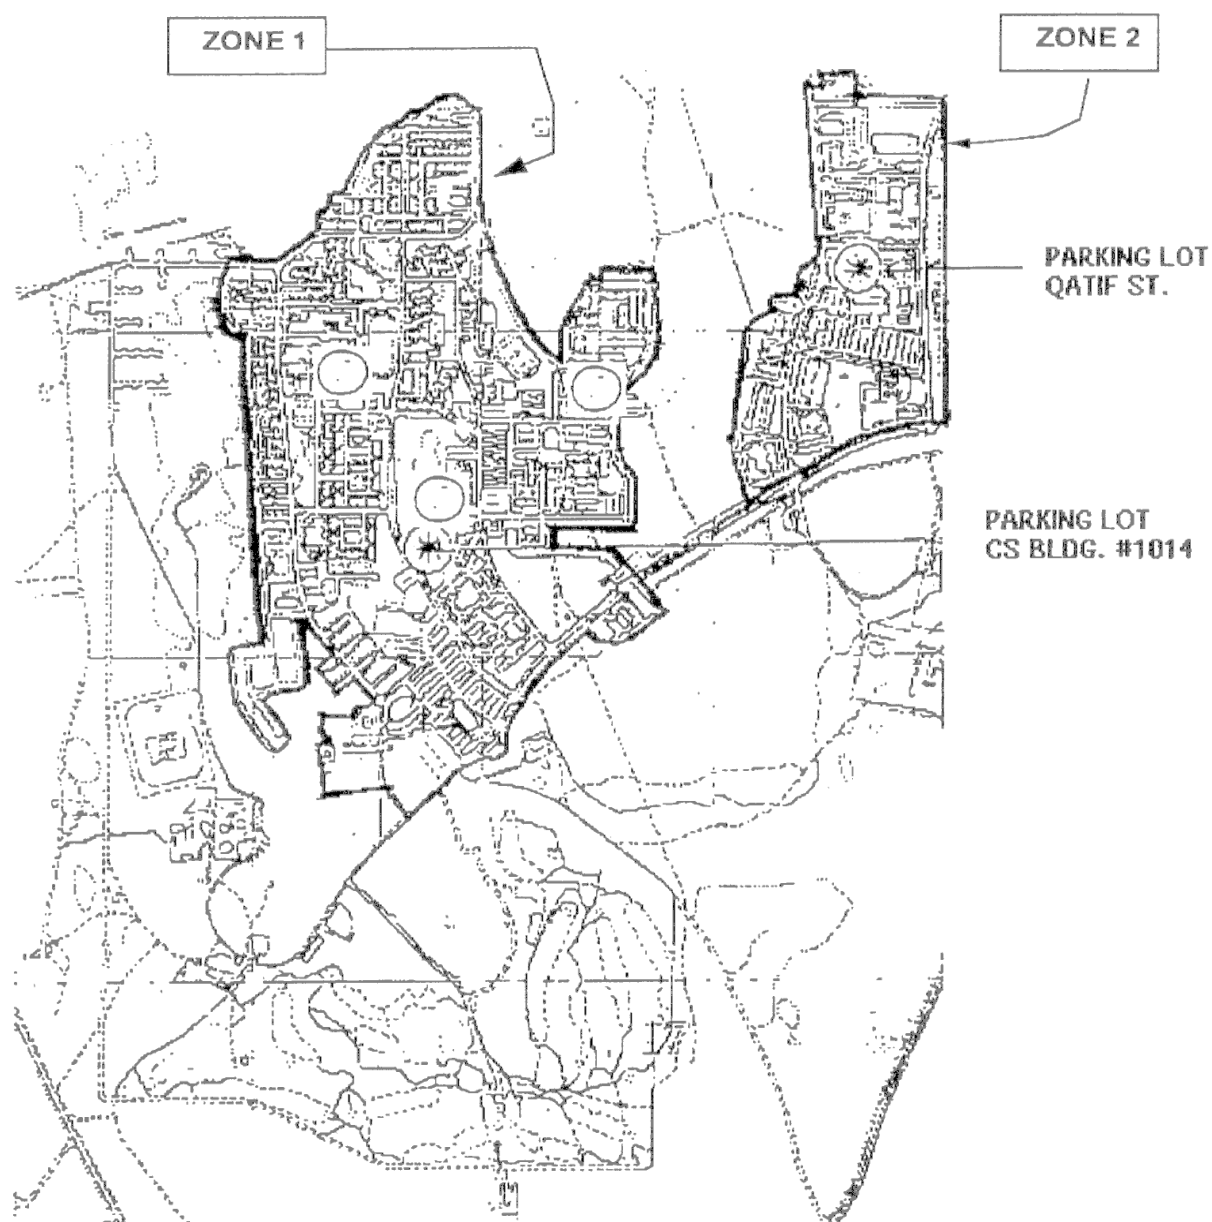 ZONE 1
ZONE 2
PARKING LOT
QATIF ST.
PARKING LOT
CS BLDG. #1014